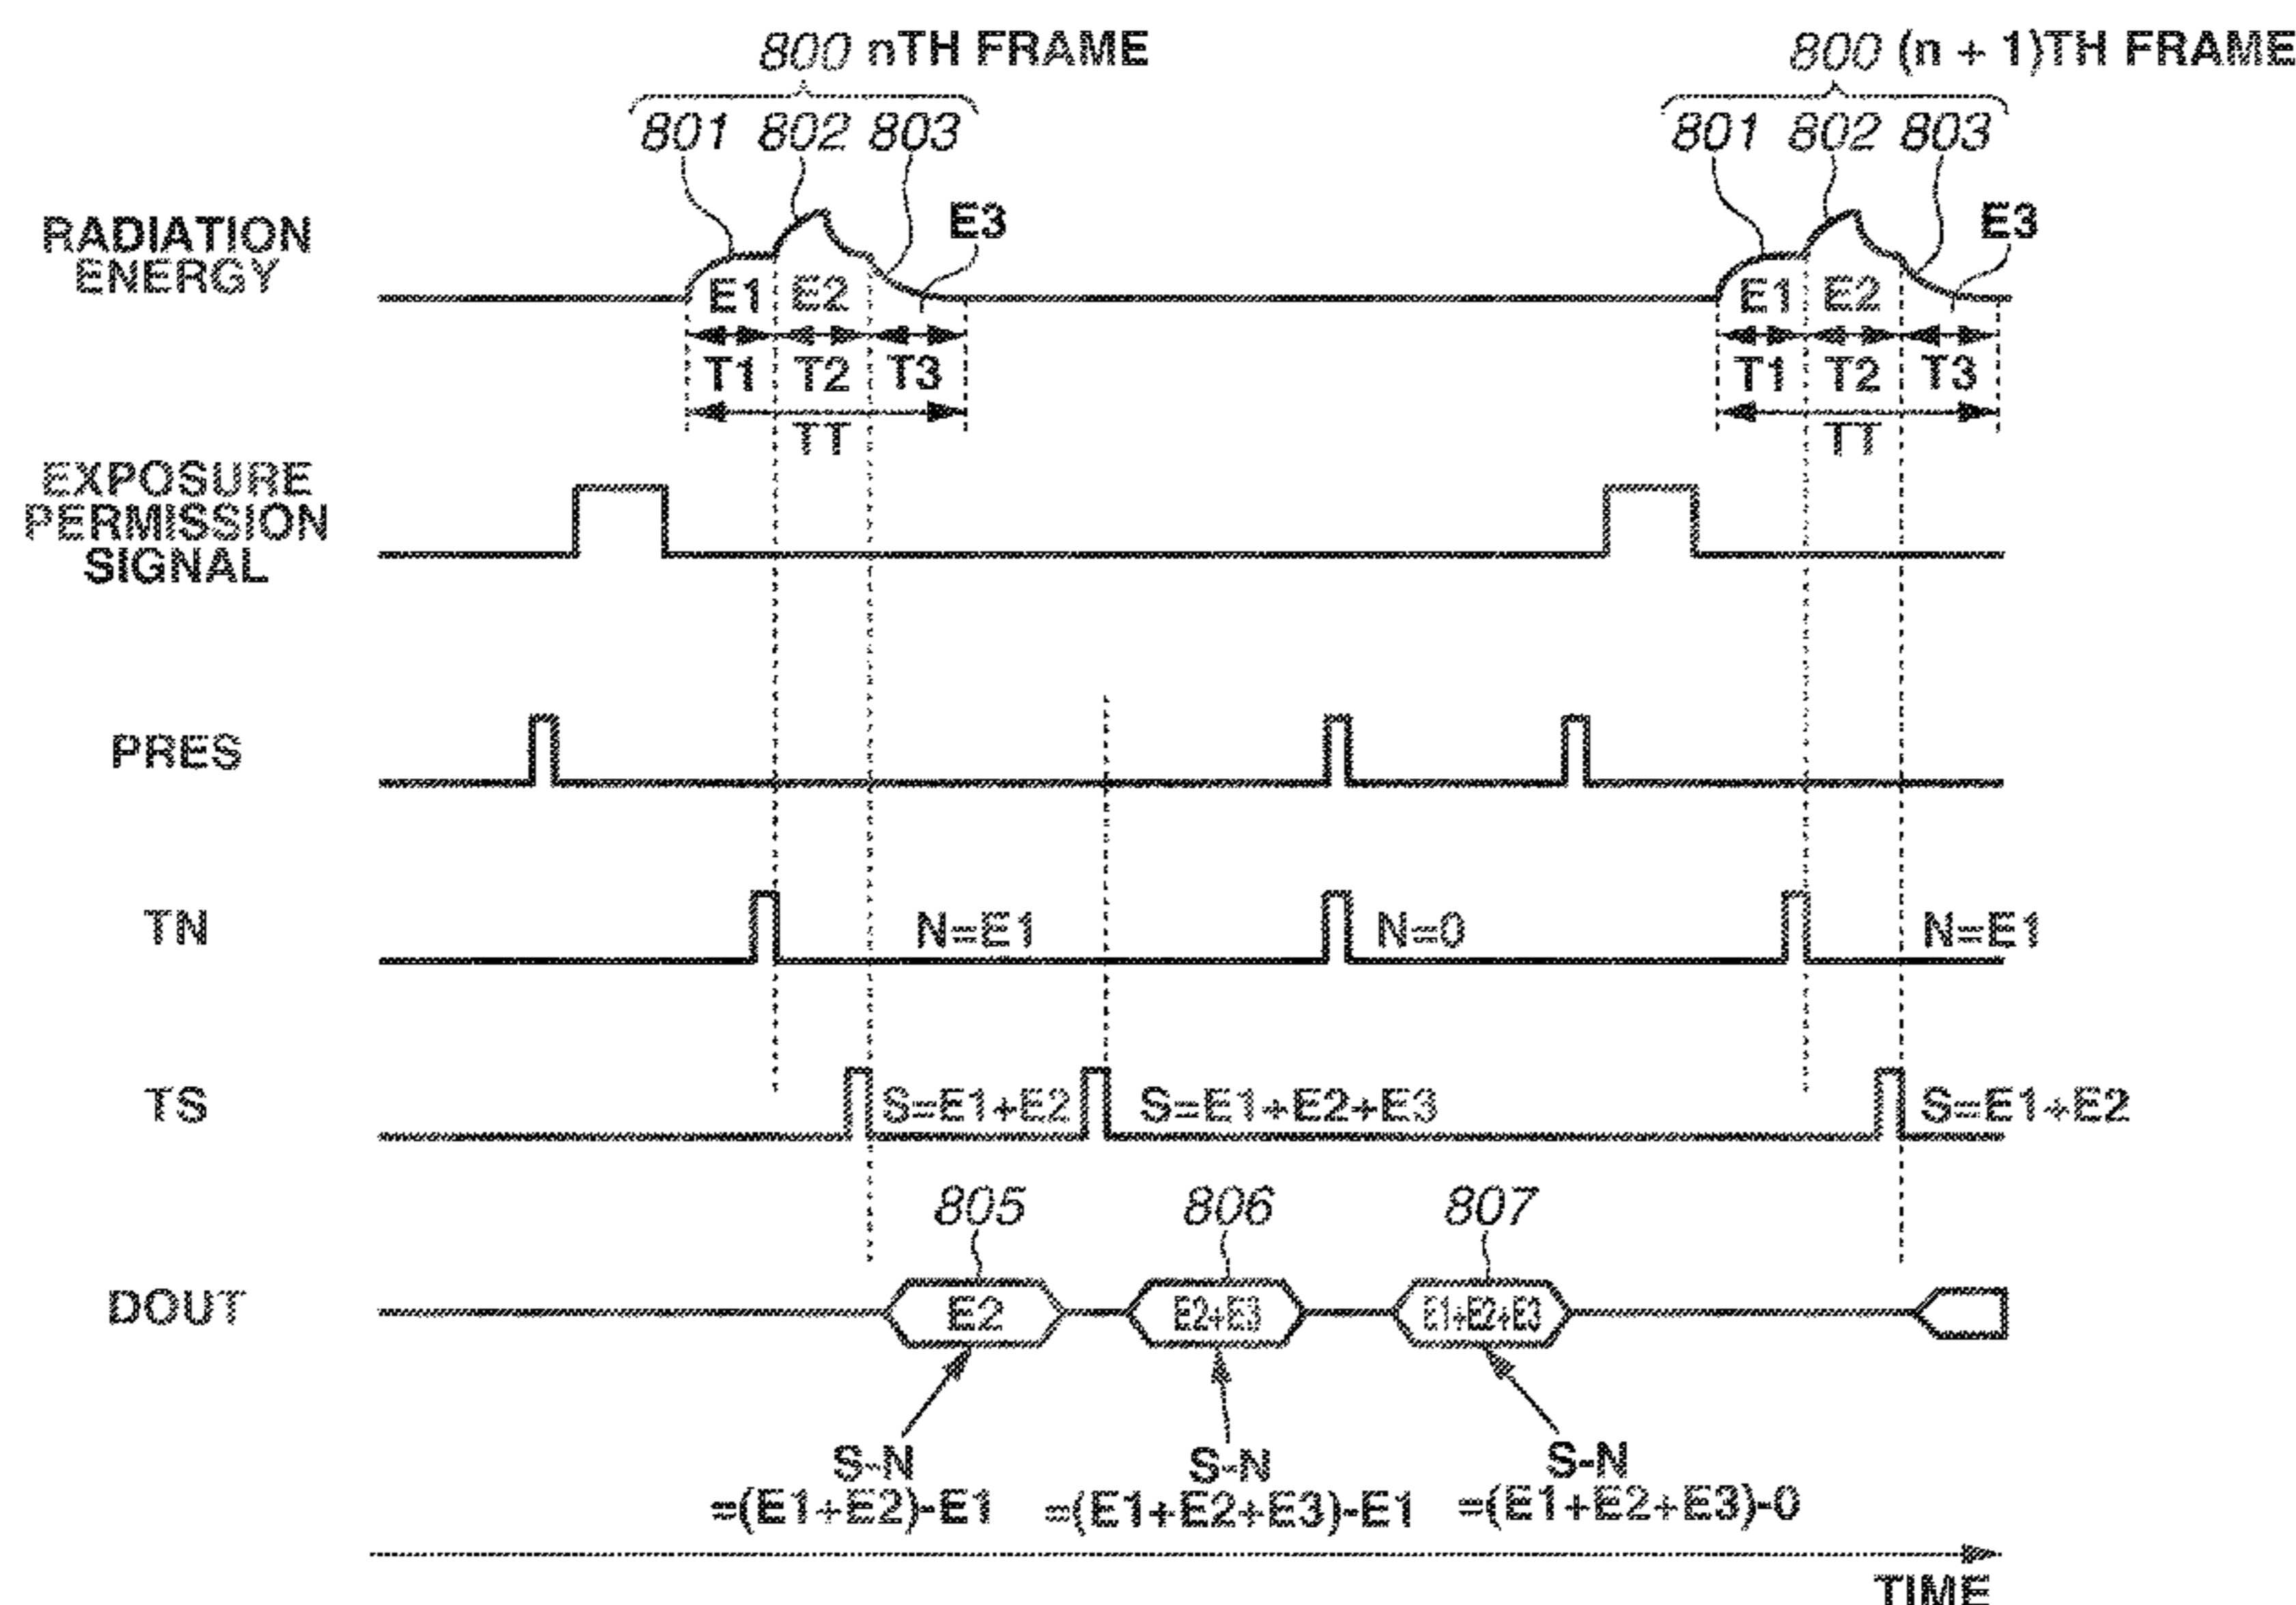 800 nTH FRAME
800 (n + 1)TH FRAME
801 802 803
801 802 803
RADIATION
ENERGY
E1 E2 E3
E1 E2 E3
T1 T2 T3
T1 T2 T3
TT
TT
EXPOSURE
PERMISSION
SIGNAL
PRES
TN
N=E1
N=0
N=E1
TS
S=E1+E2
S=E1+E2+E3
S=E1+E2
805 806 807
DOUT
E2
E2+E3
E1+E2+E3
S-N
=(E1+E2)-E1
S-N
=(E1+E2+E3)-E1
S-N
=(E1+E2+E3)-0
TIME